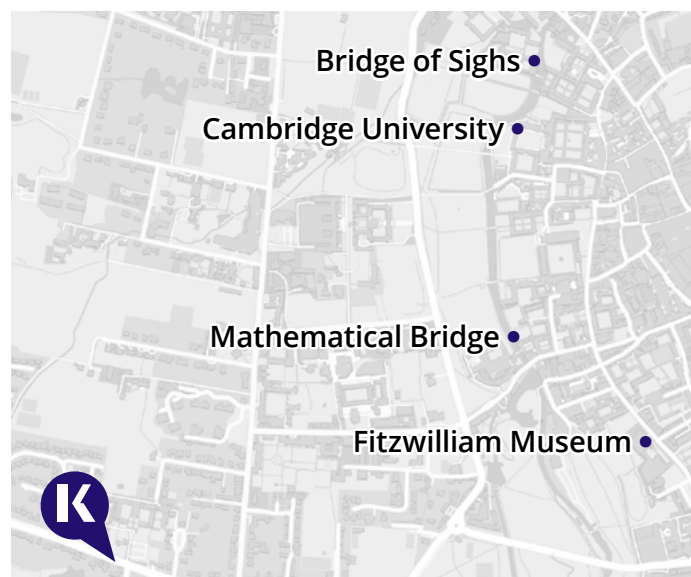 Bridge of Sighs
Cambridge University
Mathematical Bridge
Fitzwilliam Museum
K